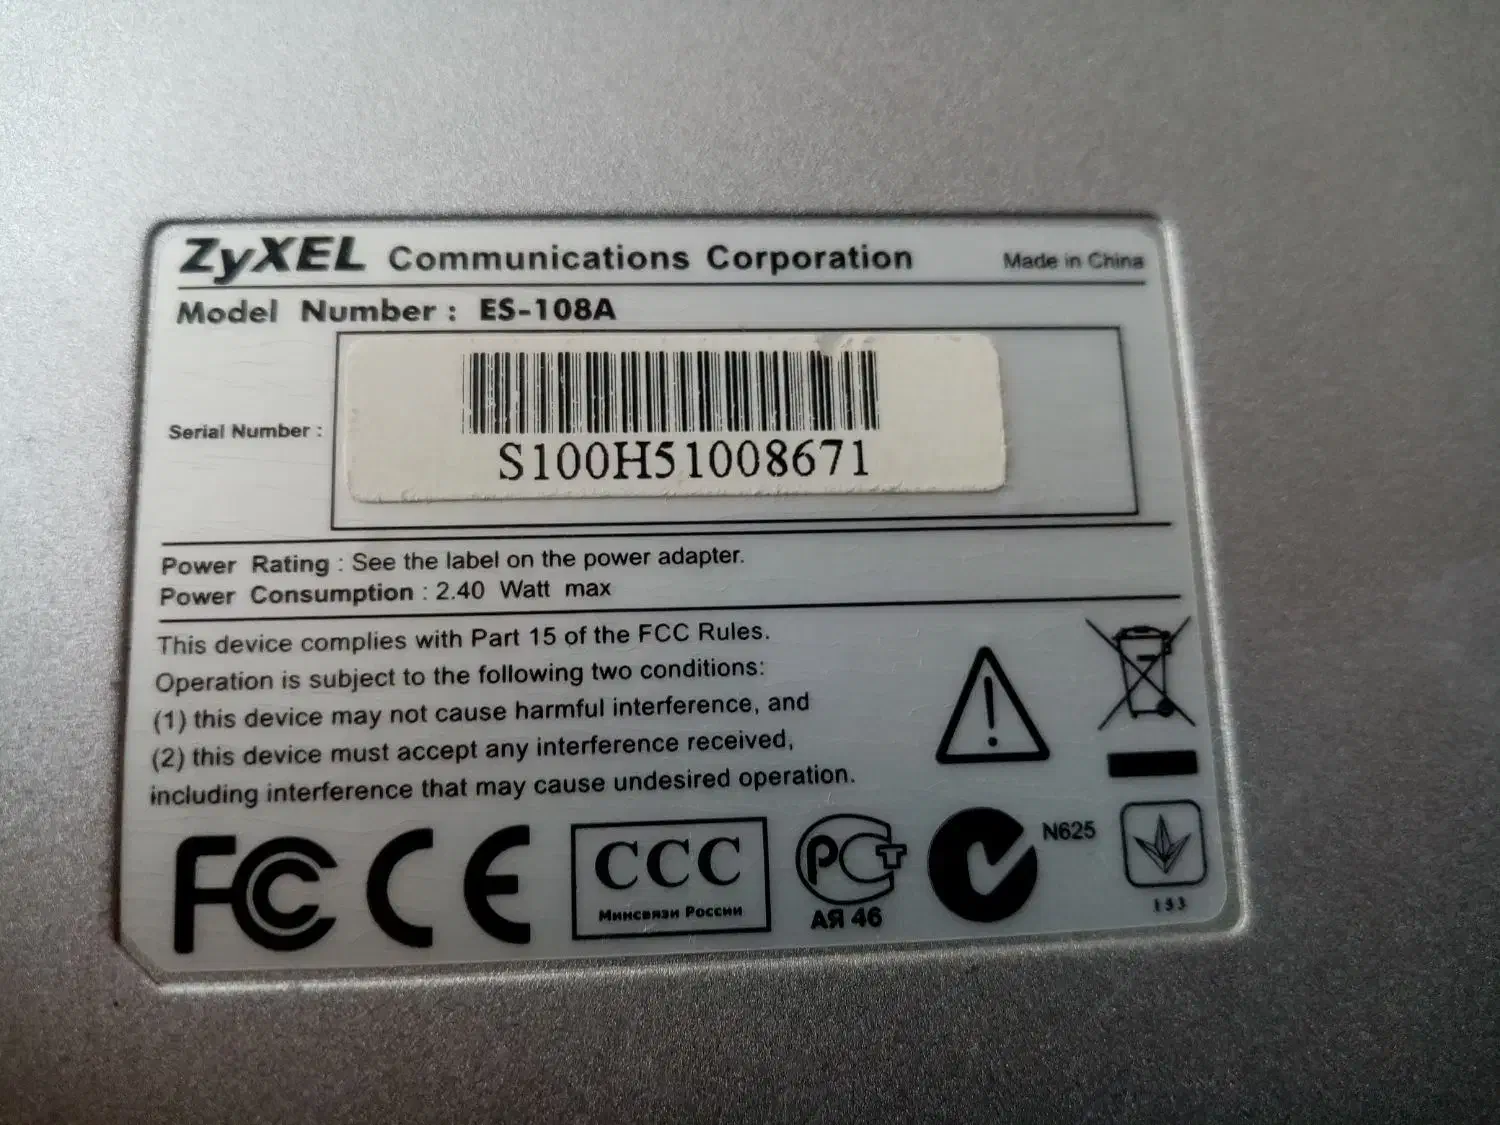 ZyXEL Communications Corporation Made in China
Model Number : ES-108A
Serial Number :
S100H51008671
Power Rating : See the label on the power adapter.
Power Consumption : 2.40 Watt max
This device complies with Part 15 of the FCC Rules.
Operation is subject to the following two conditions:
(1) this device may not cause harmful interference, and
(2) this device must accept any interference received,
including interference that may cause undesired operation.
FC CE CCC РСТ N625
Минсвязи России АЯ 46 153